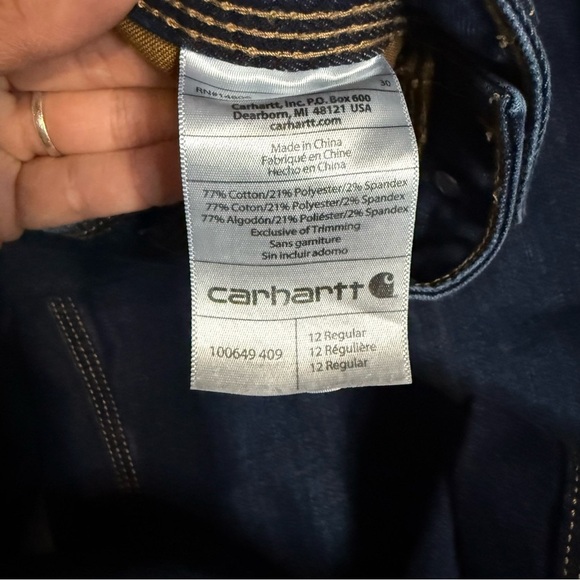 30
Carhartt, Inc. P.O. Box 600
Dearborn, MI 48121 USA
carhartt.com
Made in China
Fabriqué en Chine
Hecho en China
77% Cotton/21% Polyester/2% Spandex
77% Coton/21% Polyester/2% Spandex
77% Algodón/21% Poliéster/2% Spandex
Exclusive of Trimming
Sans garniture
Sin incluir adorno
carhartt
100649 409
12 Regular
12 Régulière
12 Regular